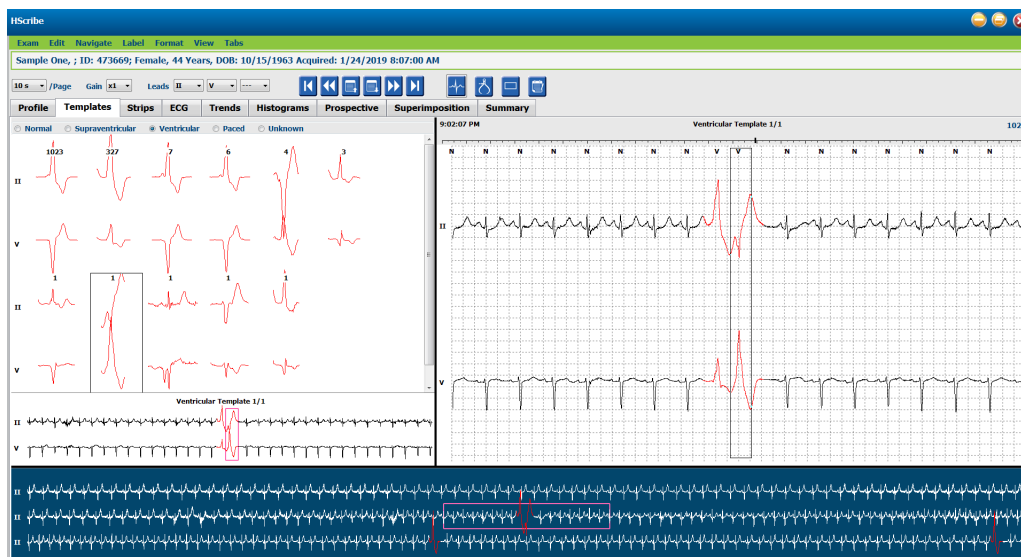 HScribe
Exam Edit Navigate Label Format View Tabs
Sample One, ; ID: 473669; Female, 44 Years, DOB: 10/15/1963 Acquired: 1/24/2019 8:07:00 AM
10 s /Page Gain x1 Leads II V ---
Profile Templates Strips ECG Trends Histograms Prospective Superimposition Summary
Normal Supraventricular Ventricular Paced Unknown
1023 327 7 6 4 3
II
V
1 1 1 1 1
II
V
Ventricular Template 1/1
II
V
9:02:07 PM Ventricular Template 1/1 102
N N N N N N N N V V N N N N N N N
II
V
II
II
II